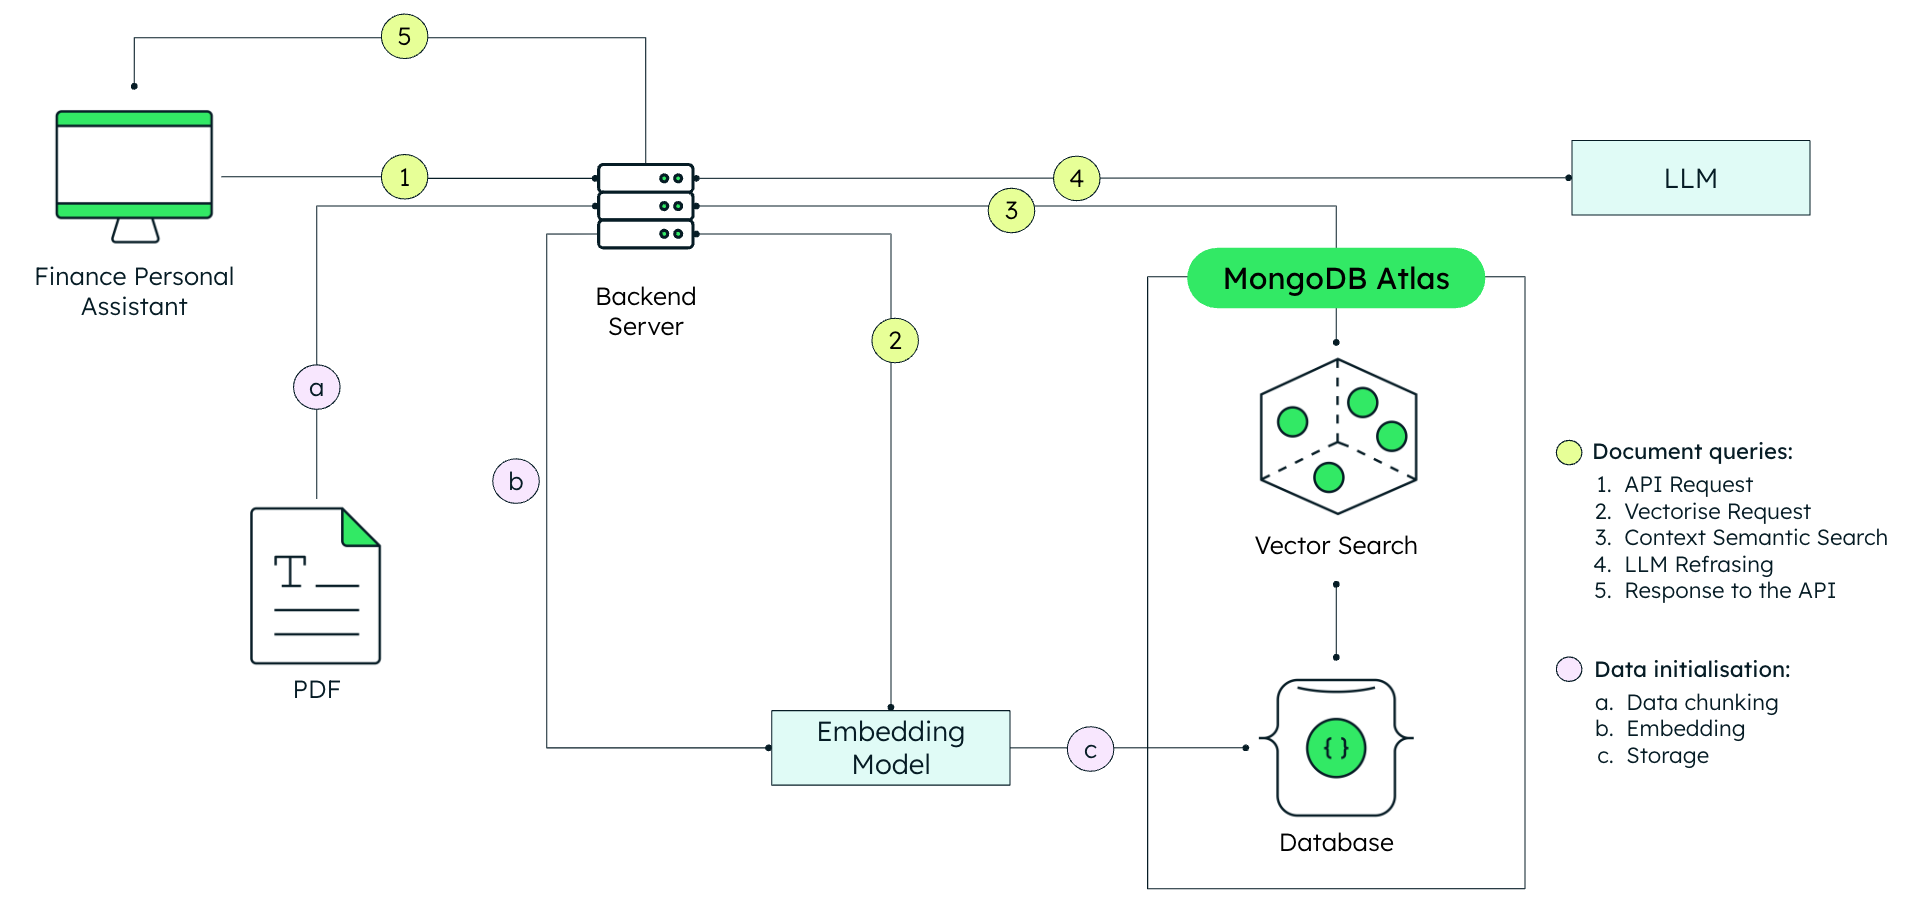 5
1
4
3
LLM
Finance Personal
Assistant
Backend
Server
MongoDB Atlas
2
a
b
T
PDF
Vector Search
Document queries:
1. API Request
2. Vectorise Request
3. Context Semantic Search
4. LLM Refrasing
5. Response to the API
Data initialisation:
a. Data chunking
b. Embedding
c. Storage
Embedding
Model
c
{ }
Database